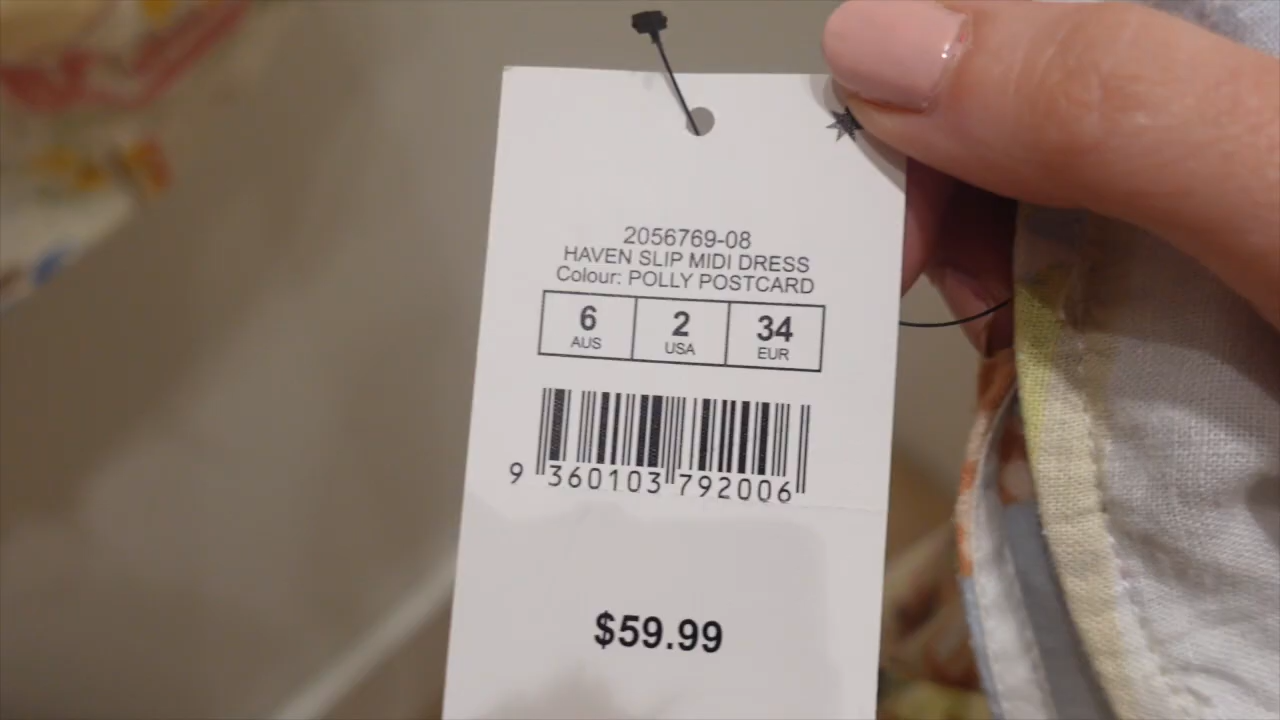 2056769-08
HAVEN SLIP MIDI DRESS
Colour: POLLY POSTCARD
6 2 34
AUS USA EUR
9 360103 792006
$59.99